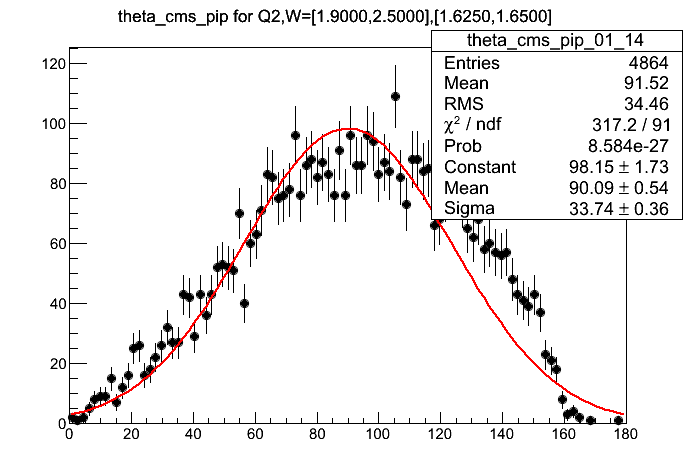 theta_cms_pip for Q2,W=[1.9000,2.5000],[1.6250,1.6500]
theta_cms_pip_01_14
Entries 4864
Mean 91.52
RMS 34.46
χ² / ndf 317.2 / 91
Prob 8.584e-27
Constant 98.15 ± 1.73
Mean 90.09 ± 0.54
Sigma 33.74 ± 0.36
120
100
80
60
40
20
0
0 20 40 60 80 100 120 140 160 180